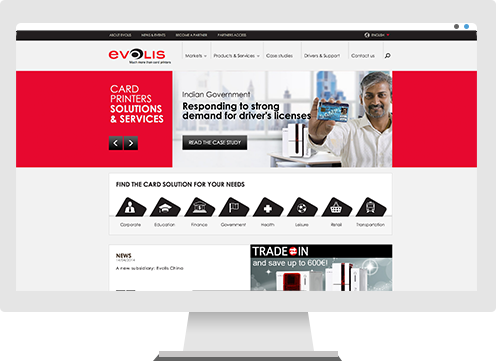 ABOUT EVOLIS NEWS & EVENTS BECOME A PARTNER PARTNERS ACCESS ENGLISH
evOLIS
Much more than card printers.
Markets Products & Services Case studies Drivers & Support Contact us
CARD
PRINTERS
SOLUTIONS
& SERVICES
Indian Government
Responding to strong
demand for driver's licenses
READ THE CASE STUDY
FIND THE CARD SOLUTION FOR YOUR NEEDS
Corporate Education Finance Government Health Leisure Retail Transportation
NEWS
A new subsidiary: Evolis China
TRADE IN
and save up to 600€!